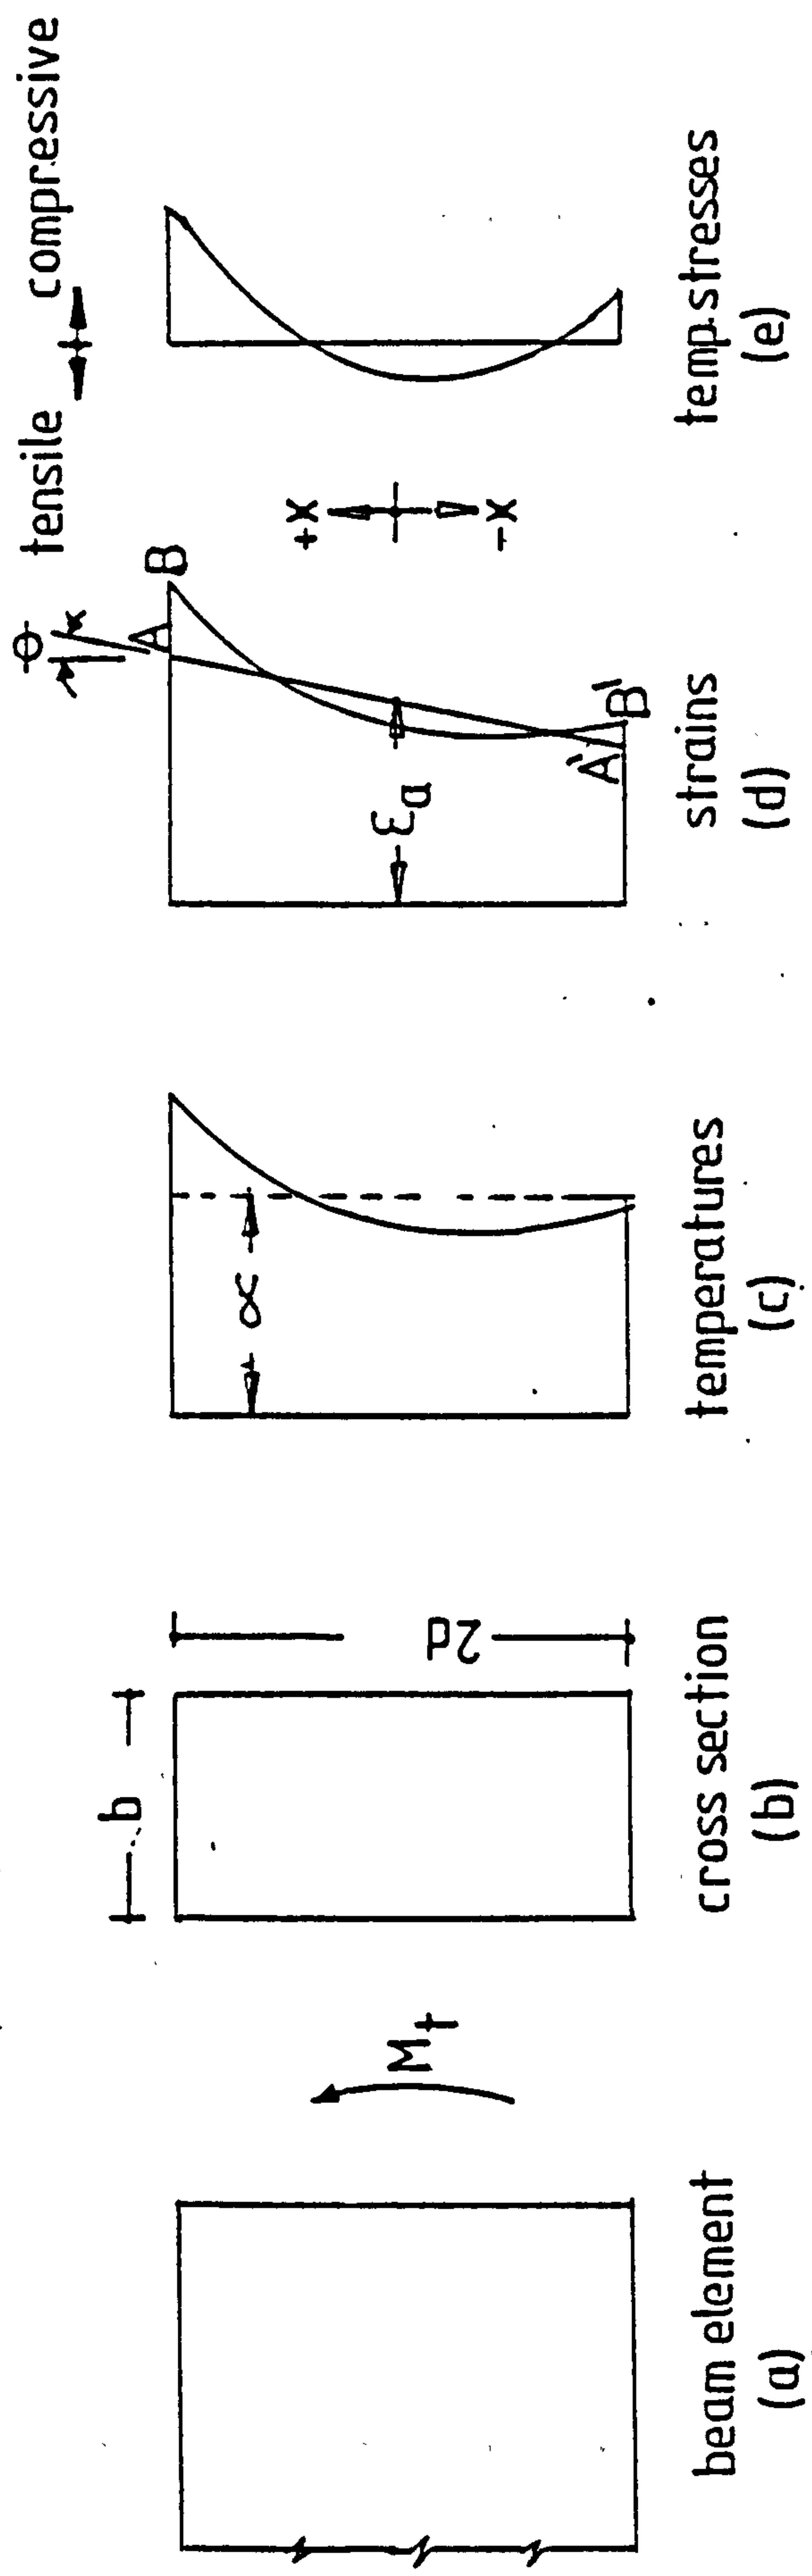 M_t
beam element
(a)
b
2d
cross section
(b)
α
temperatures
(c)
θ
A
B
ε_a
A'
B'
strains
(d)
+X
-X
tensile
compressive
temp. stresses
(e)